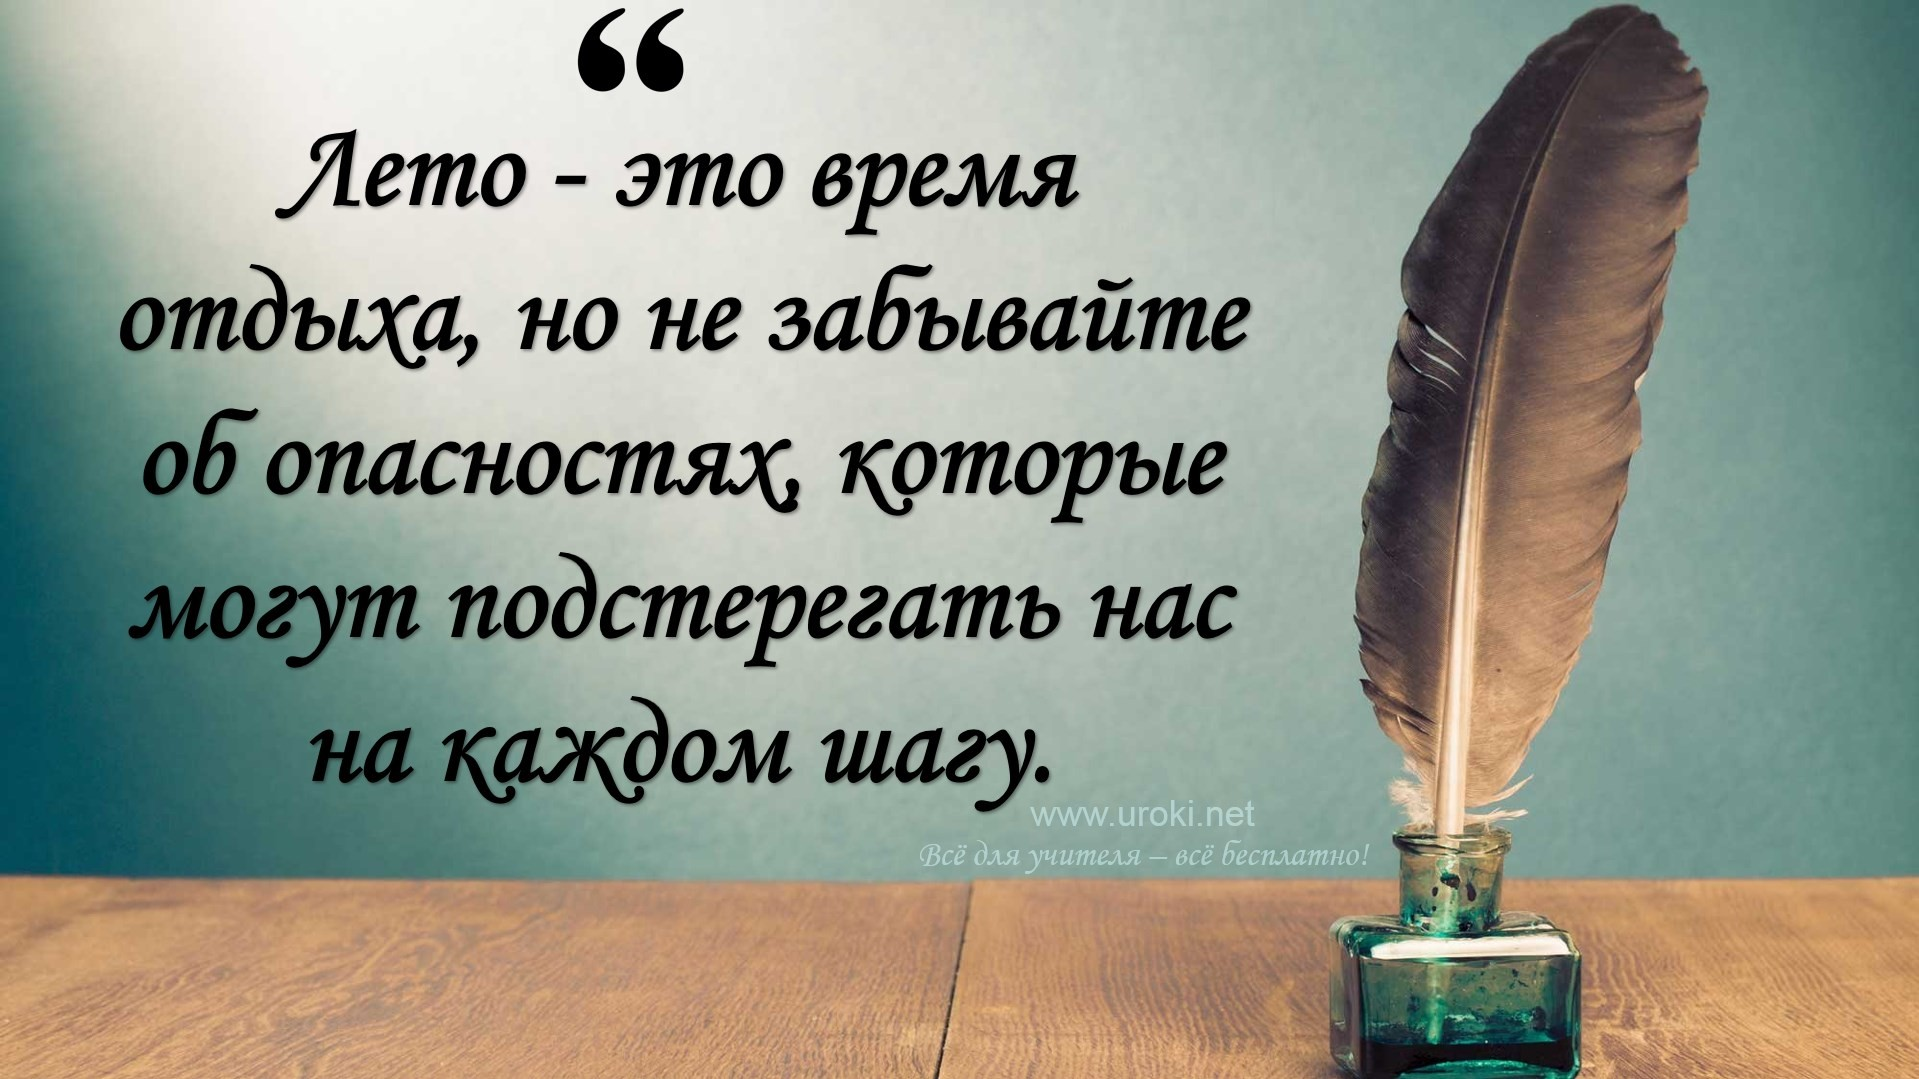 “
Лето - это время
отдыха, но не забывайте
об опасностях, которые
могут подстерегать нас
на каждом шагу.
www.uroki.net
Всё для учителя – всё бесплатно!